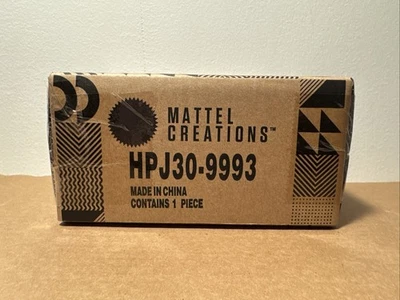 MATTEL
CREATIONS™
HPJ30-9993
MADE IN CHINA
CONTAINS 1 PIECE